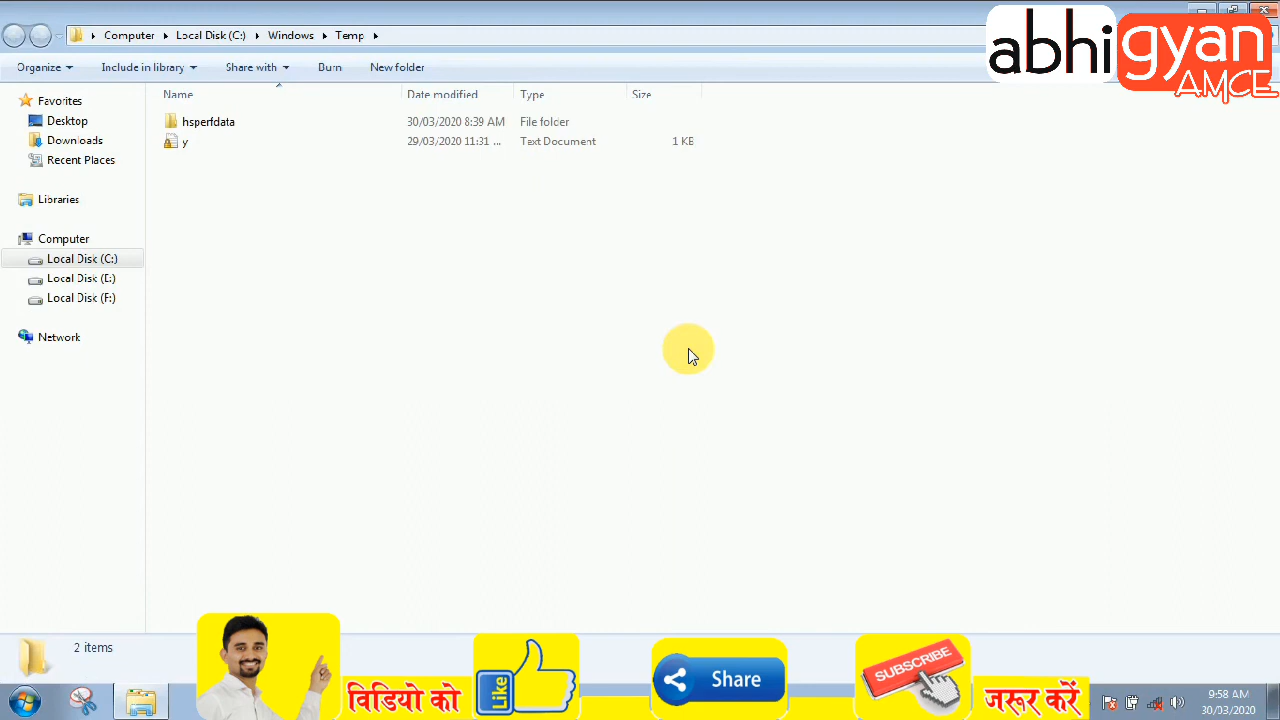 abhigyan
AMCE
Computer Local Disk (C:) Windows Temp
Organize Include in library Share with Burn New folder
Name Date modified Type Size
Favorites
Desktop
Downloads
Recent Places
Libraries
Computer
Local Disk (C:)
Local Disk (E:)
Local Disk (F:)
Network
hsperfdata 30/03/2020 8:39 AM File folder
y 29/03/2020 11:31 ... Text Document 1 KB
2 items
विडियो को
Like
Share
SUBSCRIBE
जरूर करें
9:58 AM
30/03/2020